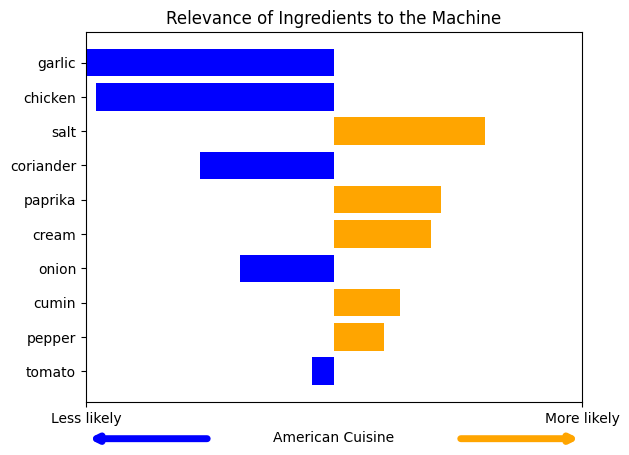 Relevance of Ingredients to the Machine
garlic
chicken
salt
coriander
paprika
cream
onion
cumin
pepper
tomato
Less likely
More likely
American Cuisine